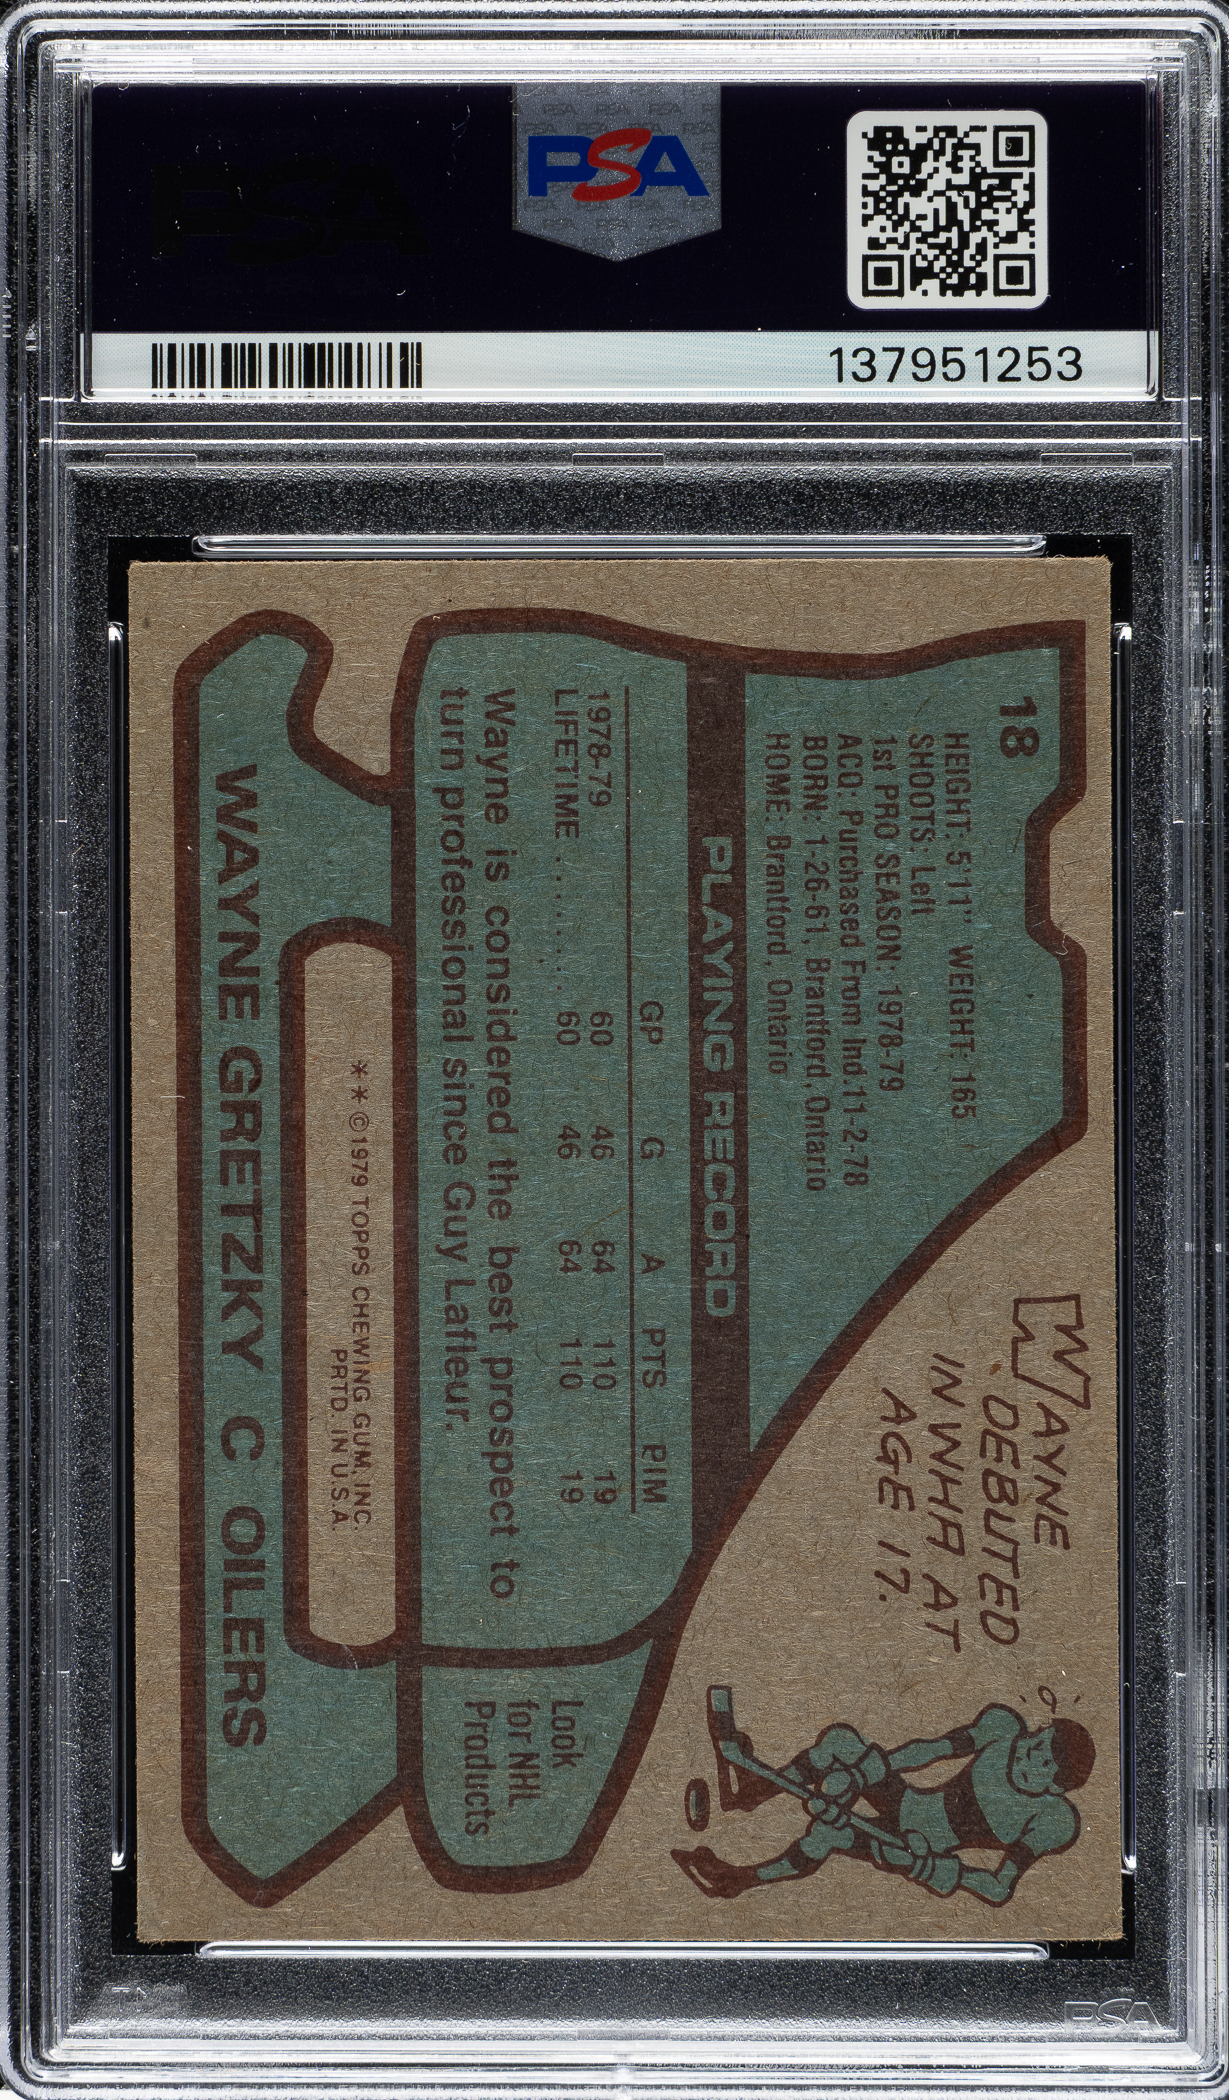 PSA
137951253
18
HEIGHT: 5'11" WEIGHT: 165
SHOOTS: Left
1st PRO SEASON: 1978-79
ACQ: Purchased From Ind.11-2-78
BORN: 1-26-61, Brantford, Ontario
HOME: Brantford, Ontario
WAYNE
DEBUTED
IN WHA AT
AGE 17.
PLAYING RECORD
GP G A PTS PIM
1978-79 60 46 64 110 19
LIFETIME ......... 60 46 64 110 19
Wayne is considered the best prospect to
turn professional since Guy Lafleur.
Look
for NHL
Products
**©1979 TOPPS CHEWING GUM, INC.
PRTD. IN U.S.A.
WAYNE GRETZKY C OILERS
PSA